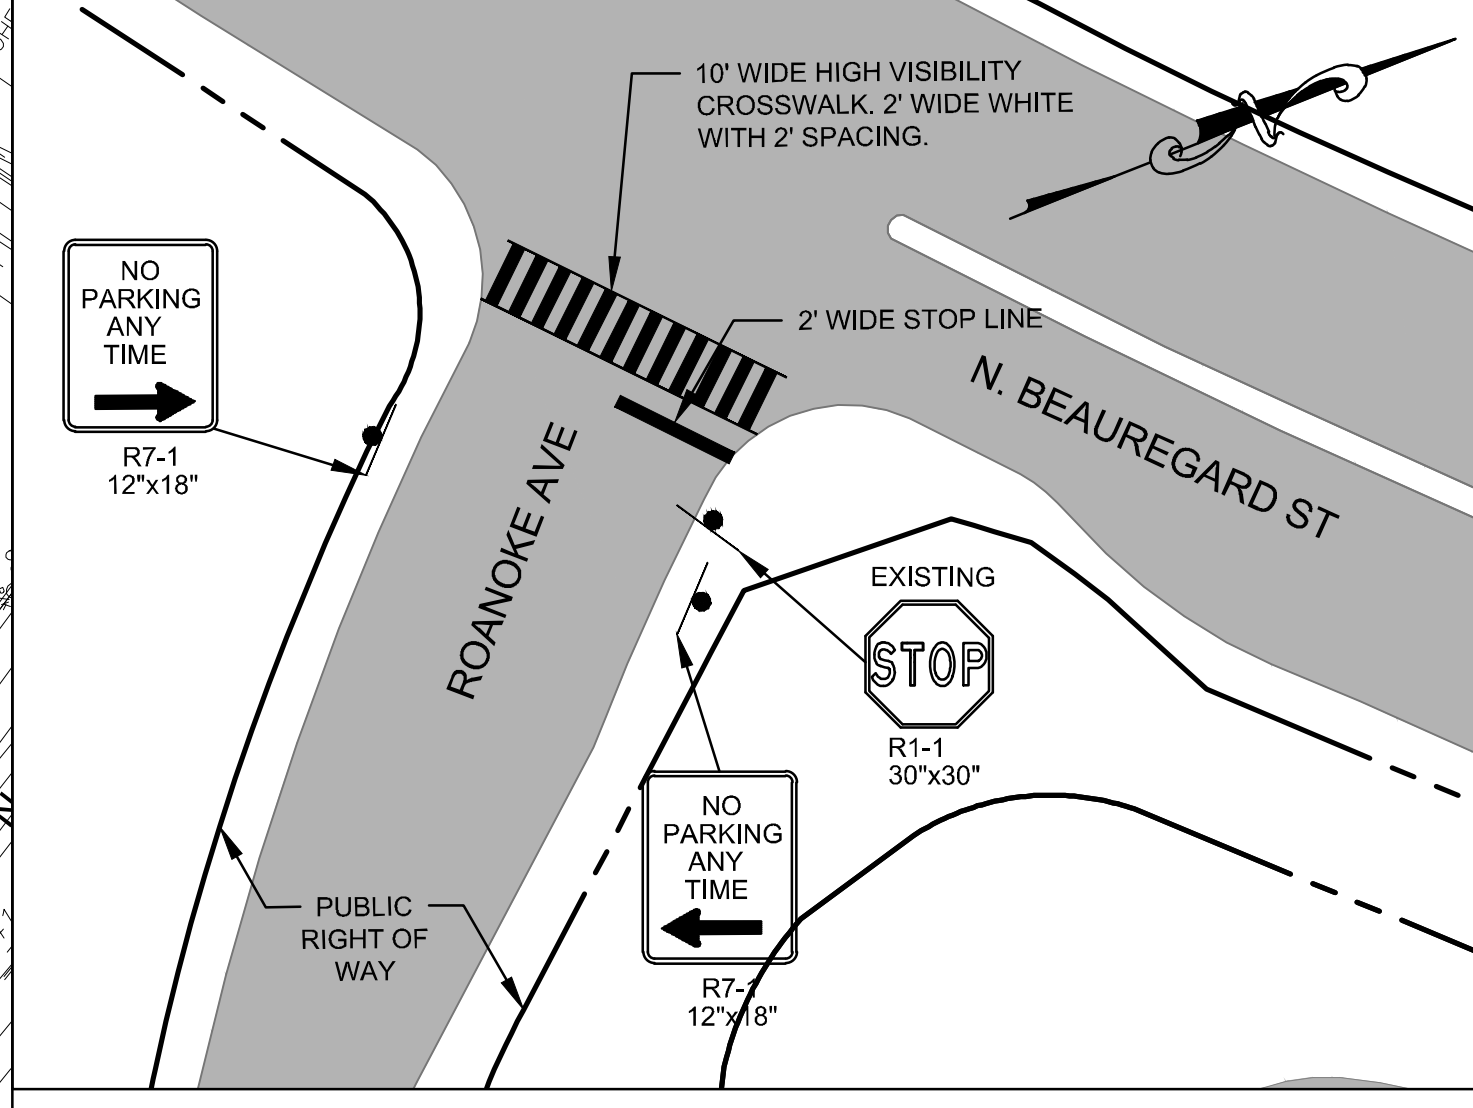 10' WIDE HIGH VISIBILITY
CROSSWALK. 2' WIDE WHITE
WITH 2' SPACING.
NO
PARKING
ANY
TIME
R7-1
12"x18"
2' WIDE STOP LINE
N. BEAUREGARD ST
ROANOKE AVE
EXISTING
STOP
R1-1
30"x30"
NO
PARKING
ANY
TIME
R7-1
12"x18"
PUBLIC
RIGHT OF
WAY
N